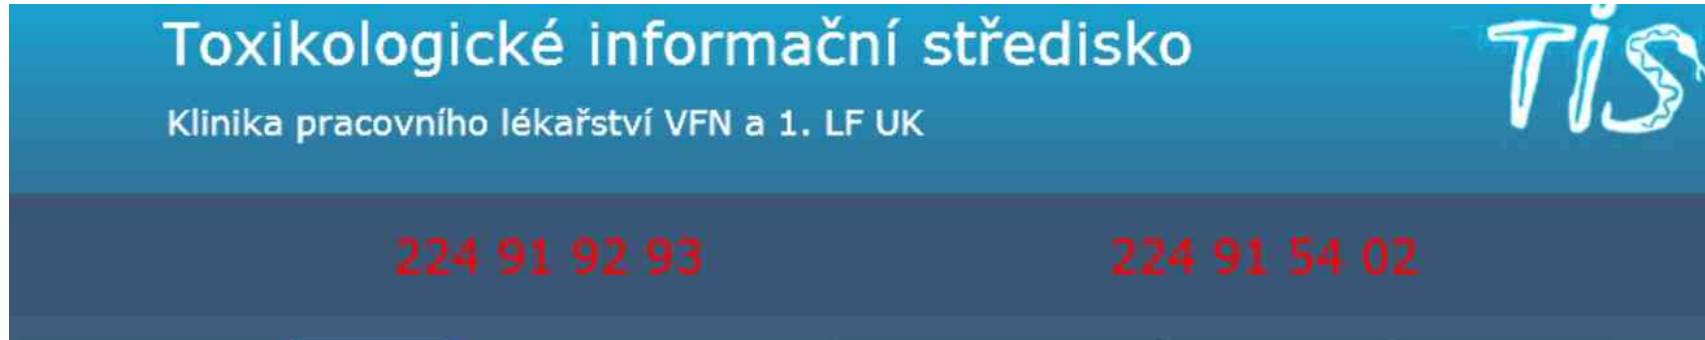 Toxikologické informační středisko
TIS
Klinika pracovního lékařství VFN a 1. LF UK
224 91 92 93 224 91 54 02